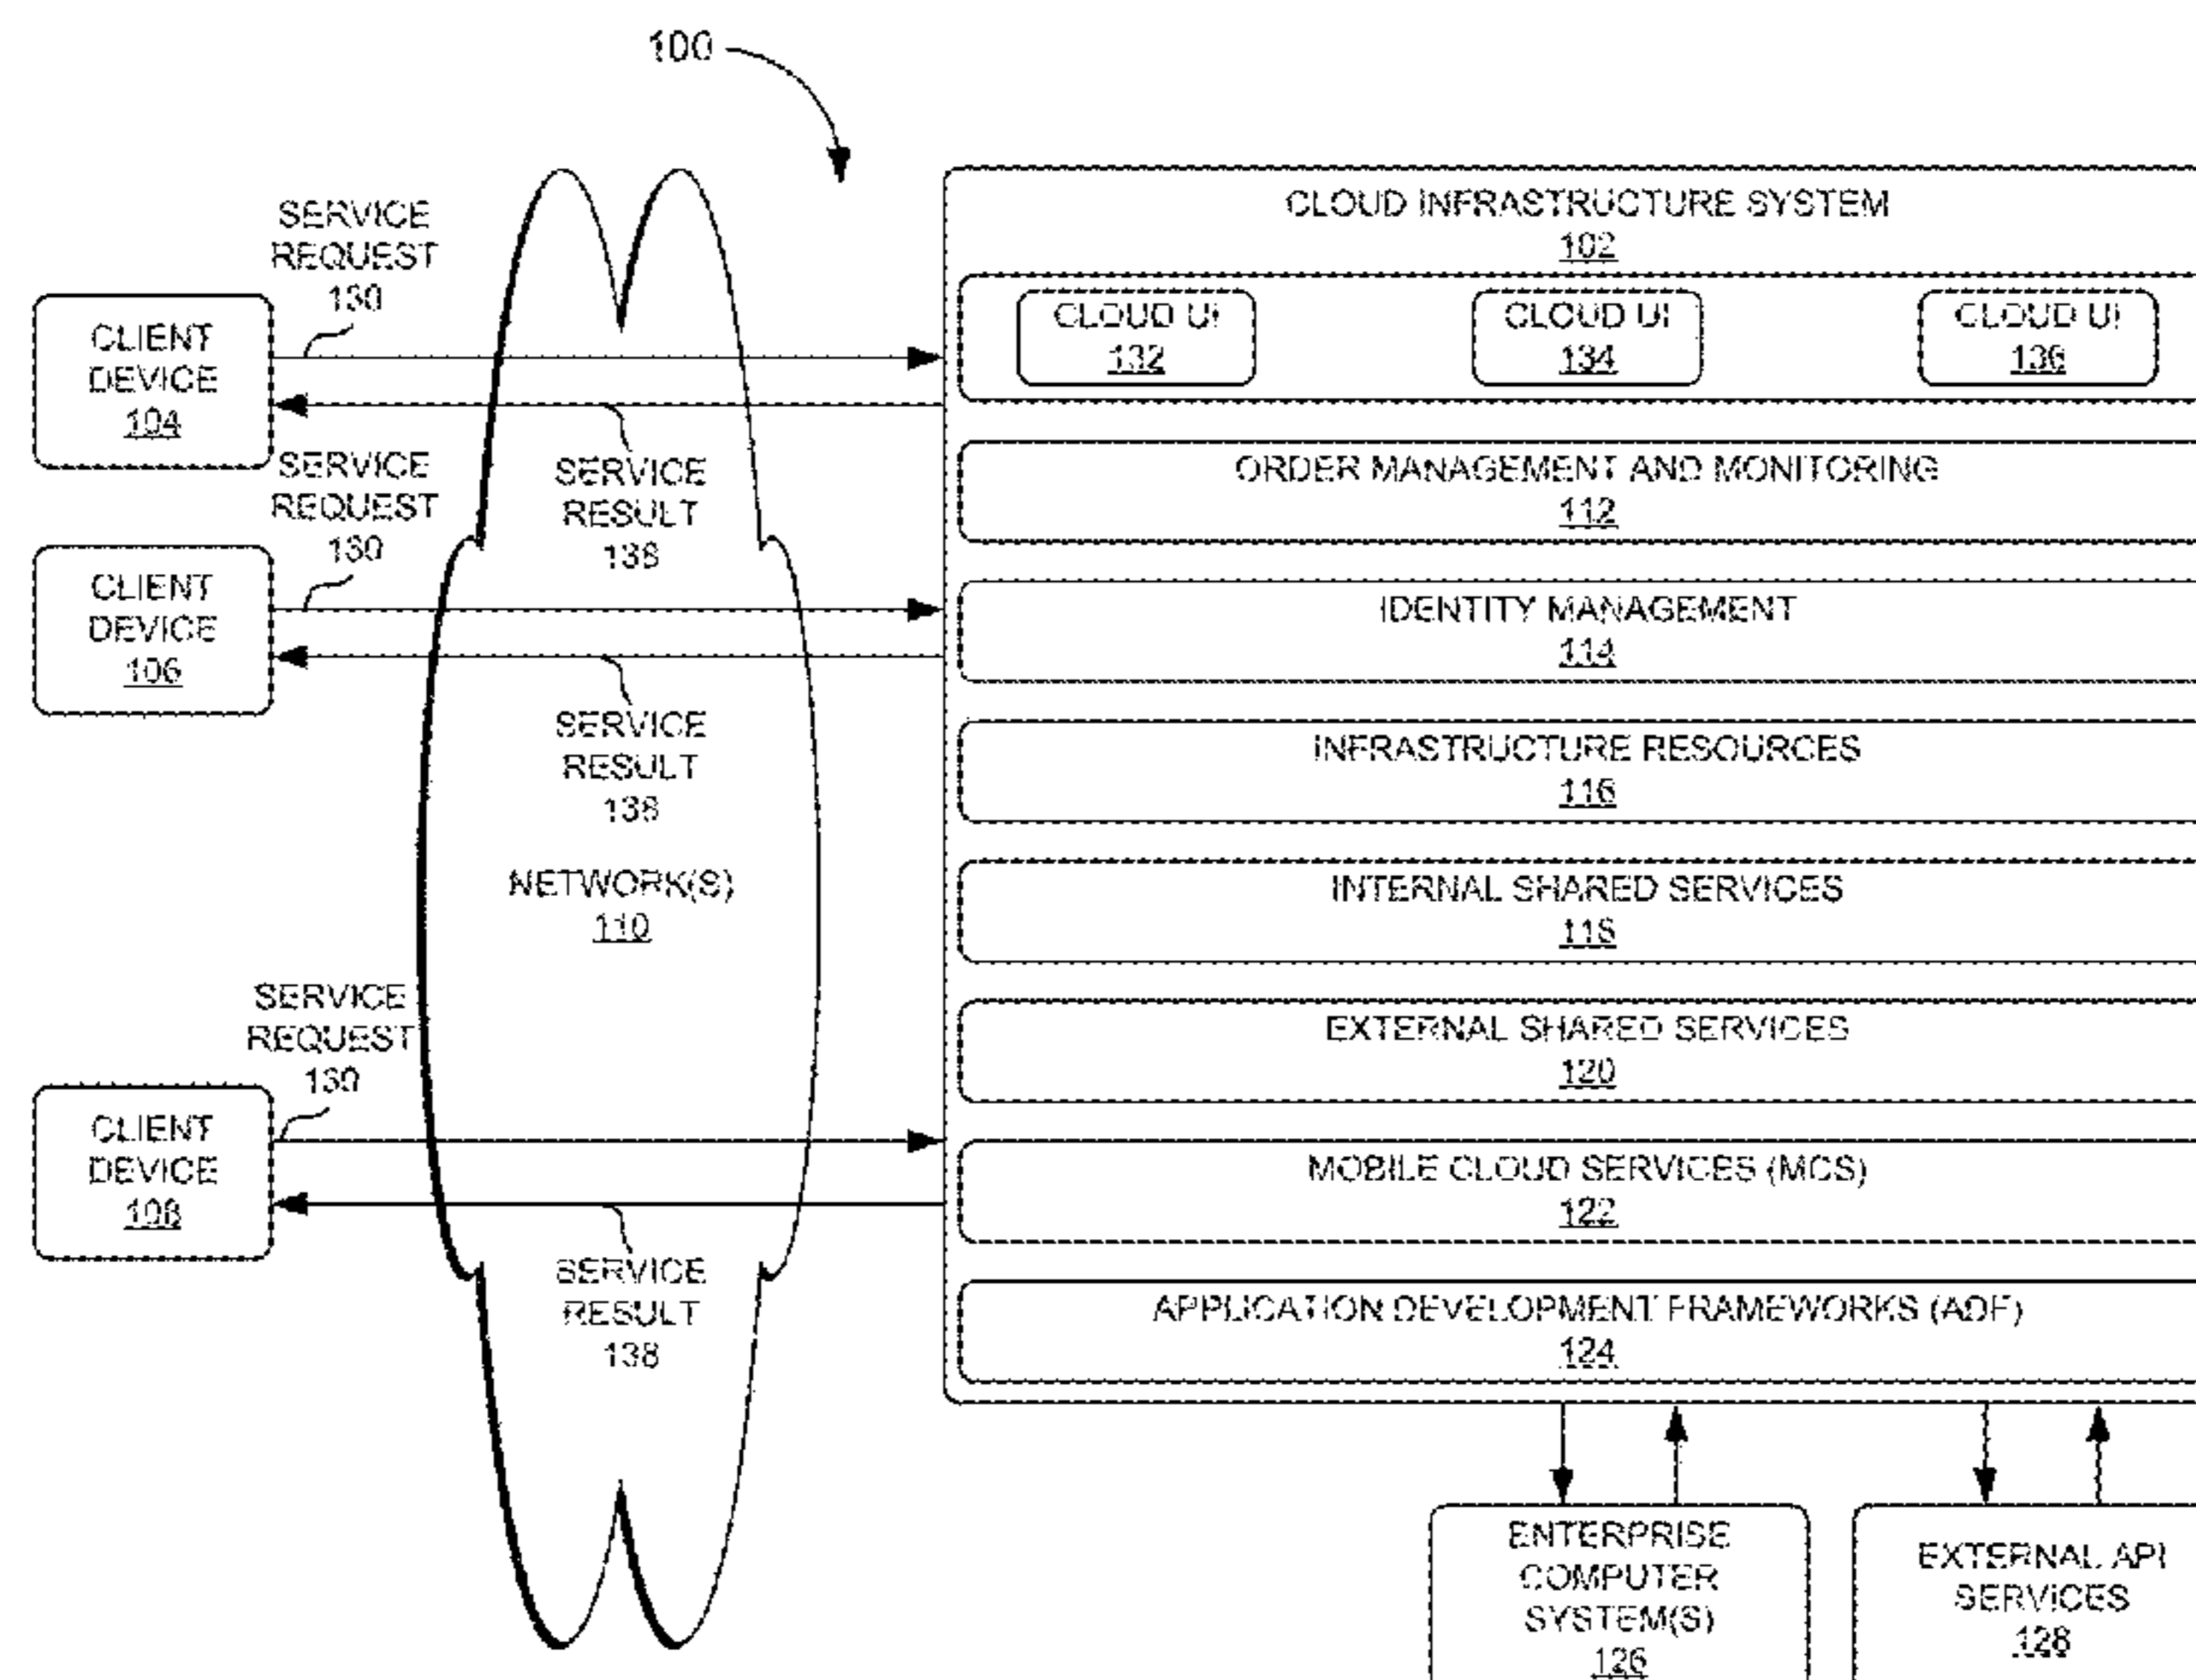 100
SERVICE
REQUEST
130
CLIENT
DEVICE
104
SERVICE
RESULT
138
SERVICE
REQUEST
130
CLIENT
DEVICE
106
SERVICE
RESULT
138
NETWORK(S)
110
SERVICE
REQUEST
130
CLIENT
DEVICE
108
SERVICE
RESULT
138
CLOUD INFRASTRUCTURE SYSTEM
102
CLOUD UI
132
CLOUD UI
134
CLOUD UI
136
ORDER MANAGEMENT AND MONITORING
112
IDENTITY MANAGEMENT
114
INFRASTRUCTURE RESOURCES
116
INTERNAL SHARED SERVICES
118
EXTERNAL SHARED SERVICES
120
MOBILE CLOUD SERVICES (MCS)
122
APPLICATION DEVELOPMENT FRAMEWORKS (ADF)
124
ENTERPRISE
COMPUTER
SYSTEM(S)
126
EXTERNAL API
SERVICES
128